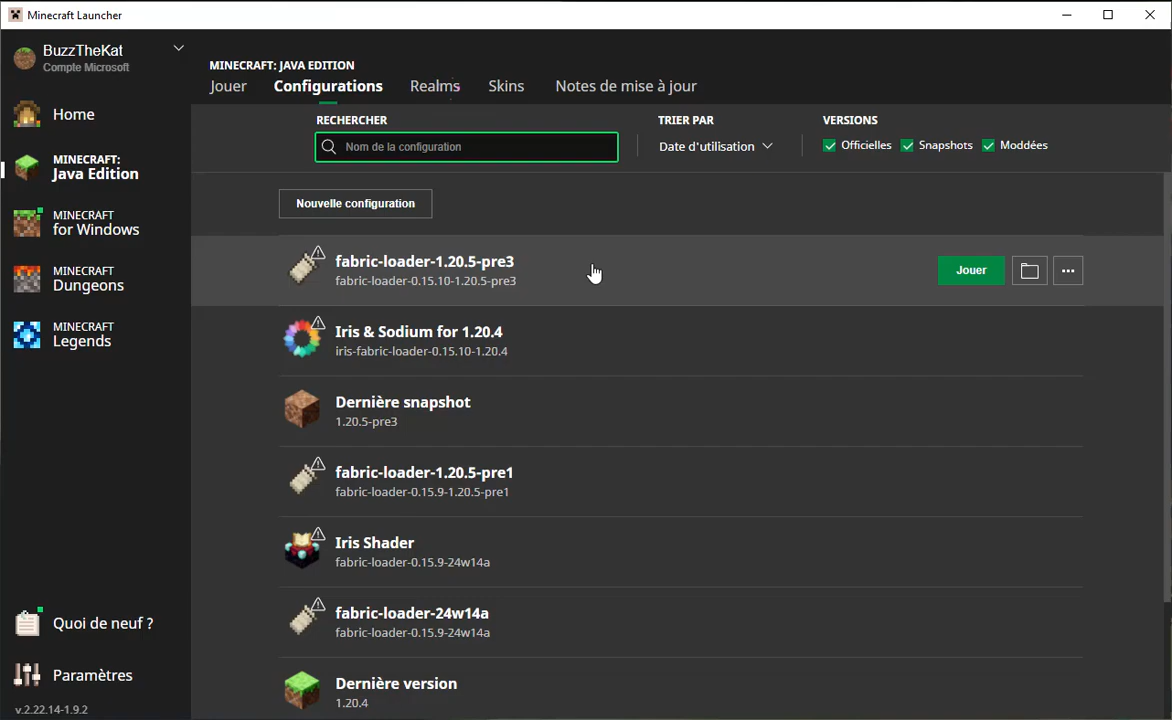 Minecraft Launcher
BuzzTheKat
Compte Microsoft
Home
MINECRAFT:
Java Edition
MINECRAFT
for Windows
MINECRAFT
Dungeons
MINECRAFT
Legends
Quoi de neuf ?
Paramètres
v.2.22.14-1.9.2
MINECRAFT: JAVA EDITION
Jouer Configurations Realms Skins Notes de mise à jour
RECHERCHER TRIER PAR VERSIONS
Nom de la configuration Date d'utilisation Officielles Snapshots Moddées
Nouvelle configuration
fabric-loader-1.20.5-pre3
fabric-loader-0.15.10-1.20.5-pre3
Jouer
Iris & Sodium for 1.20.4
iris-fabric-loader-0.15.10-1.20.4
Dernière snapshot
1.20.5-pre3
fabric-loader-1.20.5-pre1
fabric-loader-0.15.9-1.20.5-pre1
Iris Shader
fabric-loader-0.15.9-24w14a
fabric-loader-24w14a
fabric-loader-0.15.9-24w14a
Dernière version
1.20.4